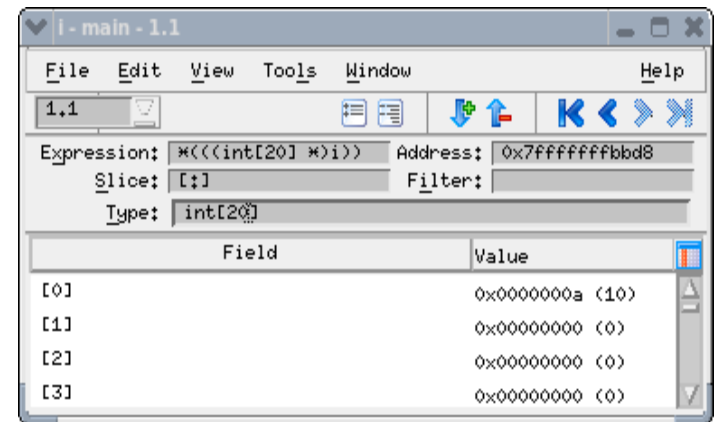 i - main - 1.1
File Edit View Tools Window Help
1.1
Expression: *(((int[20] *)i)) Address: 0x7fffffffbbd8
Slice: [:] Filter:
Type: int[20]
Field Value
[0] 0x0000000a (10)
[1] 0x00000000 (0)
[2] 0x00000000 (0)
[3] 0x00000000 (0)